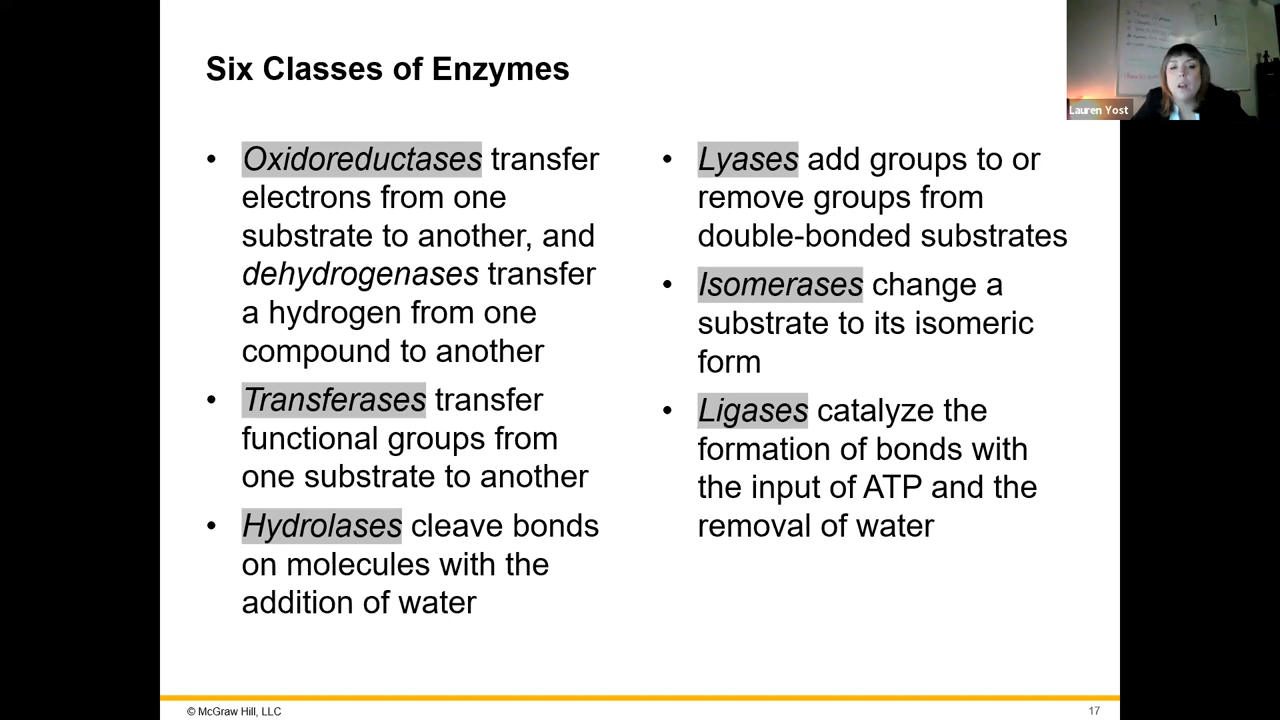 Six Classes of Enzymes
• Oxidoreductases transfer
electrons from one
substrate to another, and
dehydrogenases transfer
a hydrogen from one
compound to another
• Transferases transfer
functional groups from
one substrate to another
• Hydrolases cleave bonds
on molecules with the
addition of water
• Lyases add groups to or
remove groups from
double-bonded substrates
• Isomerases change a
substrate to its isomeric
form
• Ligases catalyze the
formation of bonds with
the input of ATP and the
removal of water
Lauren Yost
© McGraw Hill, LLC
17